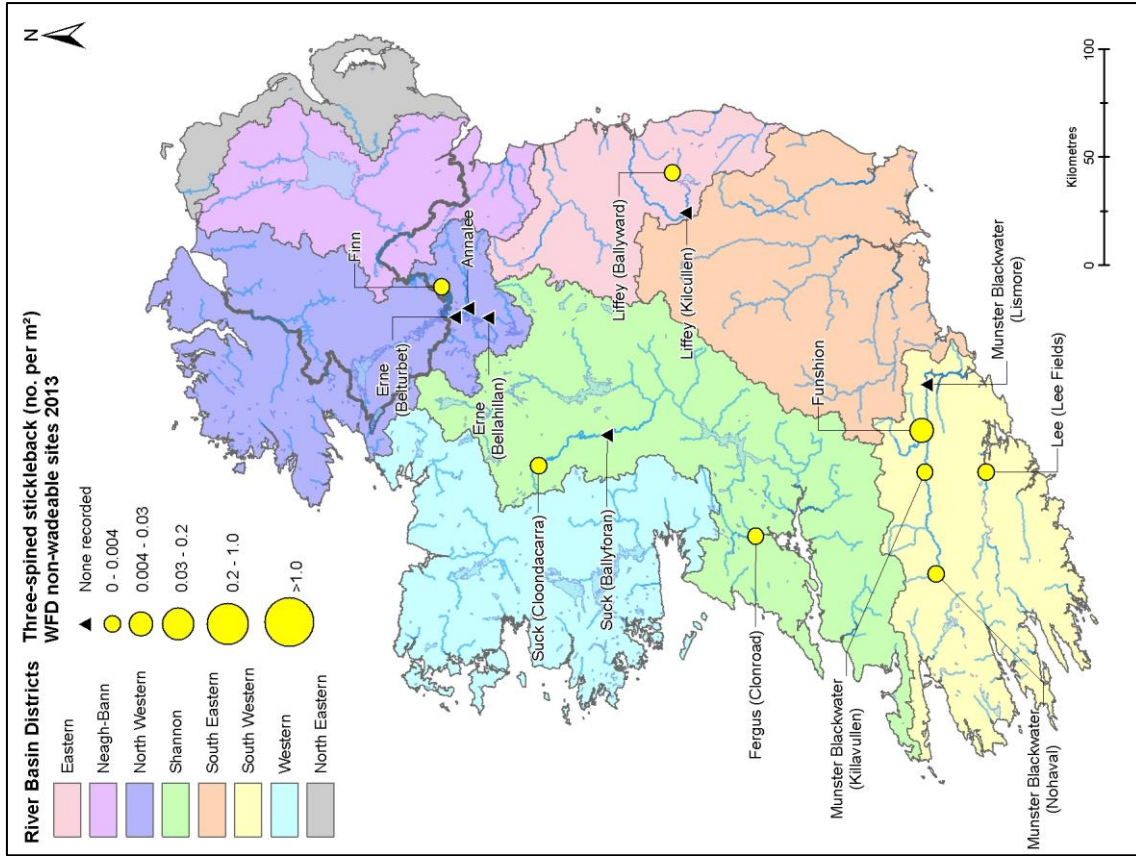 River Basin Districts
Eastern
Neagh-Bann
North Western
Shannon
South Eastern
South Western
Western
North Eastern
Three-spined stickleback (no. per m²)
WFD non-wadeable sites 2013
None recorded
0 - 0.004
0.004 - 0.03
0.03 - 0.2
0.2 - 1.0
>1.0
N
Finn
Annalee
Erne
(Belturbet)
Erne
(Bellahillan)
Suck (Cloondacarra)
Suck (Ballyforan)
Liffey (Ballyward)
Liffey (Kilcullen)
Fergus (Clonroad)
Funshion
Munster Blackwater
(Lismore)
Lee (Lee Fields)
Munster Blackwater
(Killavullen)
Munster Blackwater
(Nohaval)
0
50
100
Kilometres